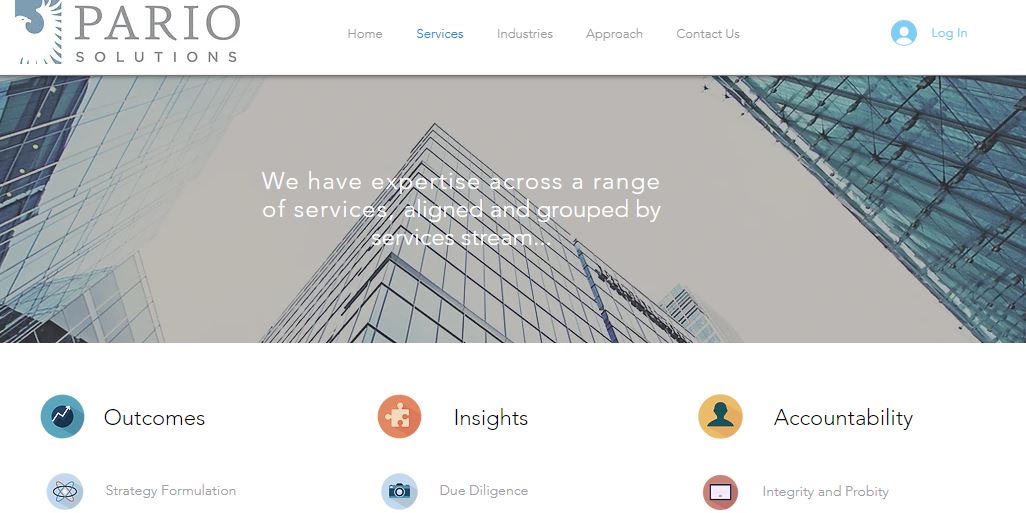 PARIO
SOLUTIONS
Home
Services
Industries
Approach
Contact Us
Log In
We have expertise across a range
of services, aligned and grouped by
services stream...
Outcomes
Insights
Accountability
Strategy Formulation
Due Diligence
Integrity and Probity